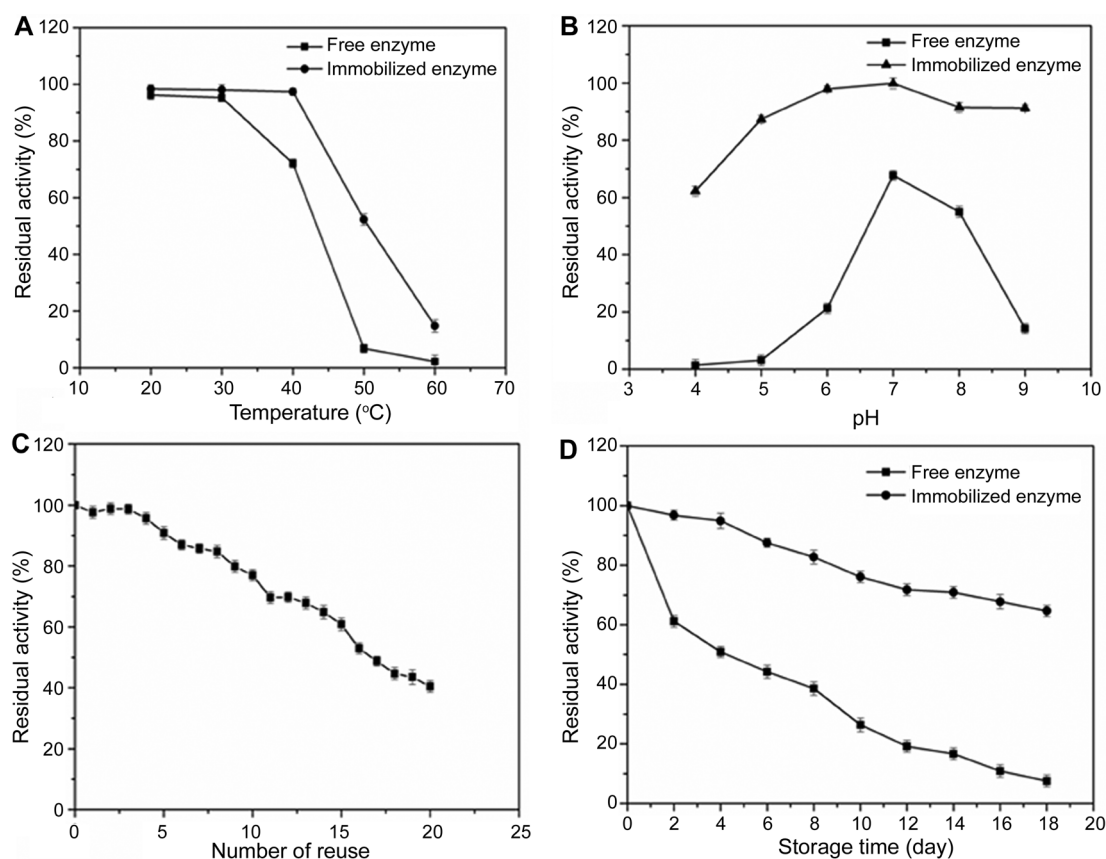 A
120
100
80
60
40
20
0
Residual activity (%)
Free enzyme
Immobilized enzyme
10 20 30 40 50 60 70
Temperature (°C)
B
120
100
80
60
40
20
0
Residual activity (%)
Free enzyme
Immobilized enzyme
3 4 5 6 7 8 9 10
pH
C
120
100
80
60
40
20
0
Residual activity (%)
0 5 10 15 20 25
Number of reuse
D
120
100
80
60
40
20
0
Residual activity (%)
Free enzyme
Immobilized enzyme
0 2 4 6 8 10 12 14 16 18 20
Storage time (day)